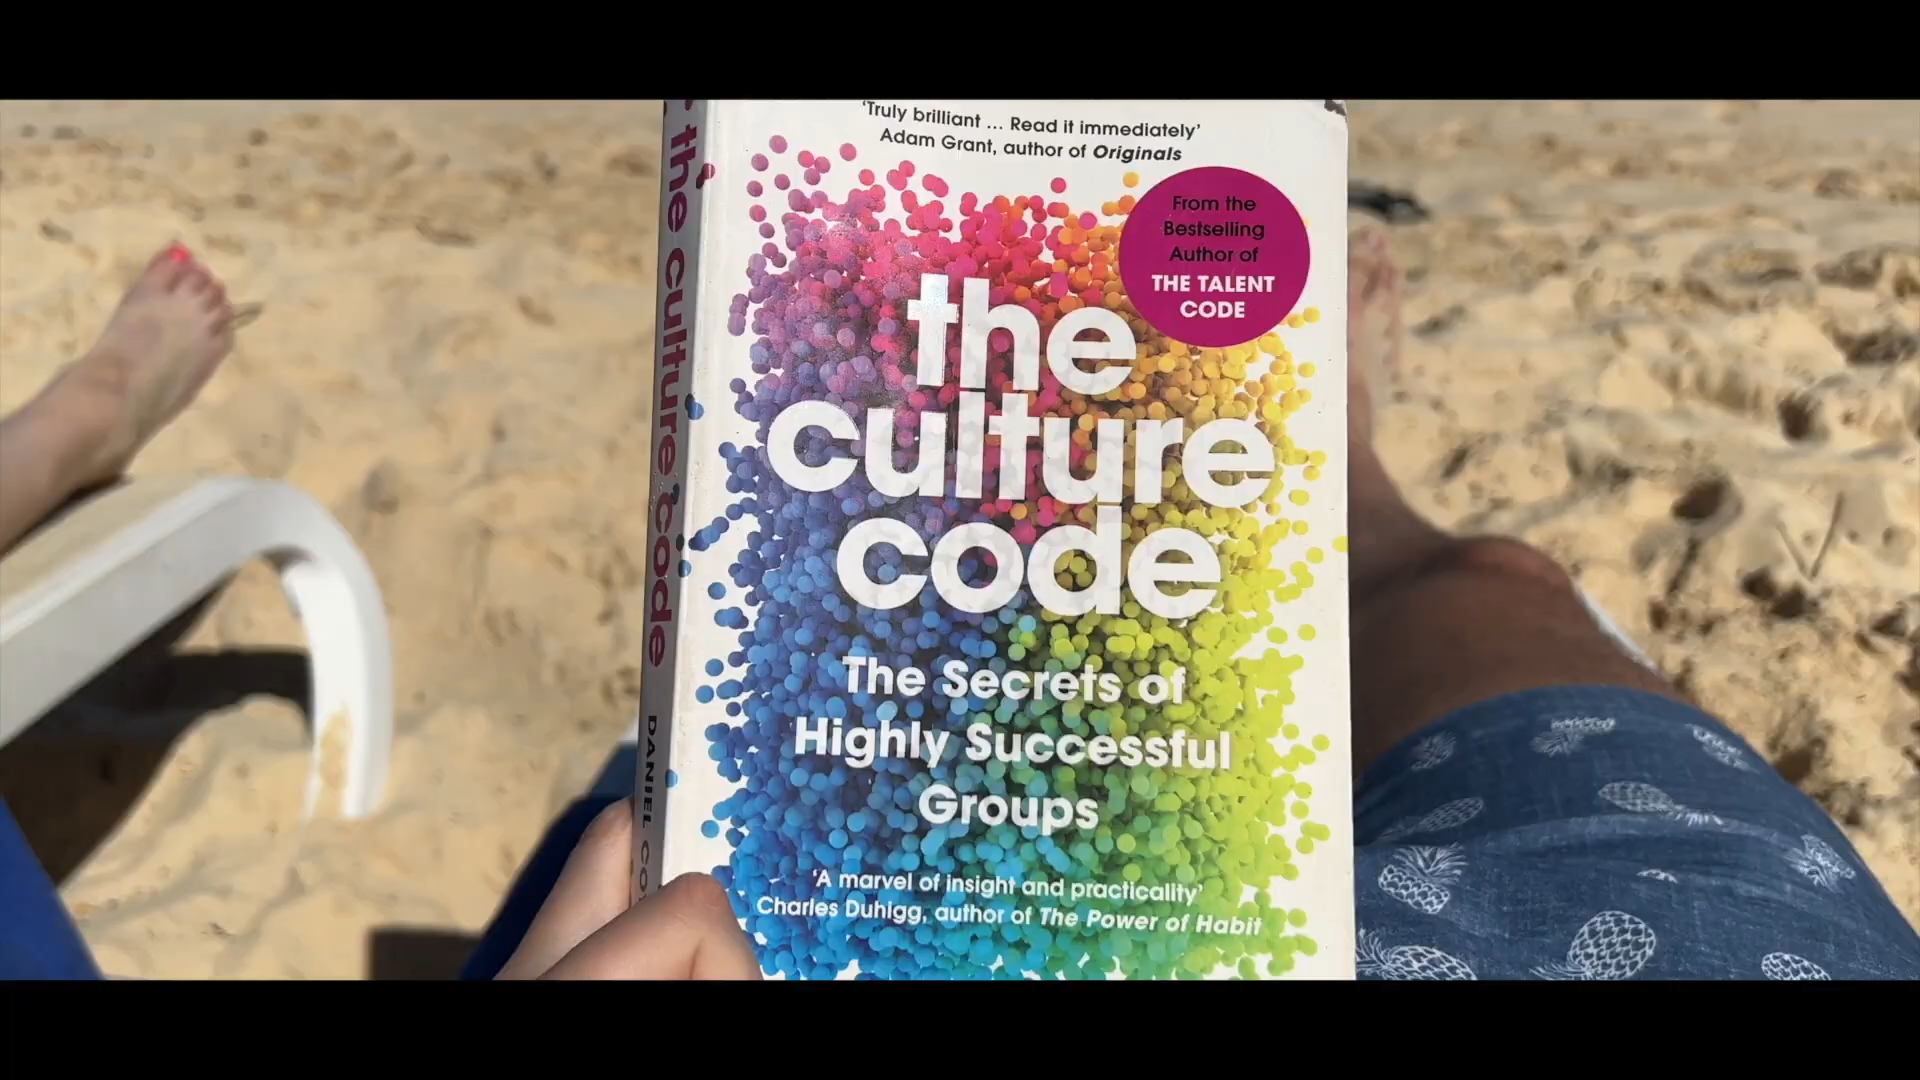 'Truly brilliant ... Read it immediately'
Adam Grant, author of Originals
From the
Bestselling
Author of
THE TALENT
CODE
the
culture
code
The Secrets of
Highly Successful
Groups
'A marvel of insight and practicality'
Charles Duhigg, author of The Power of Habit
the culture code
DANIEL